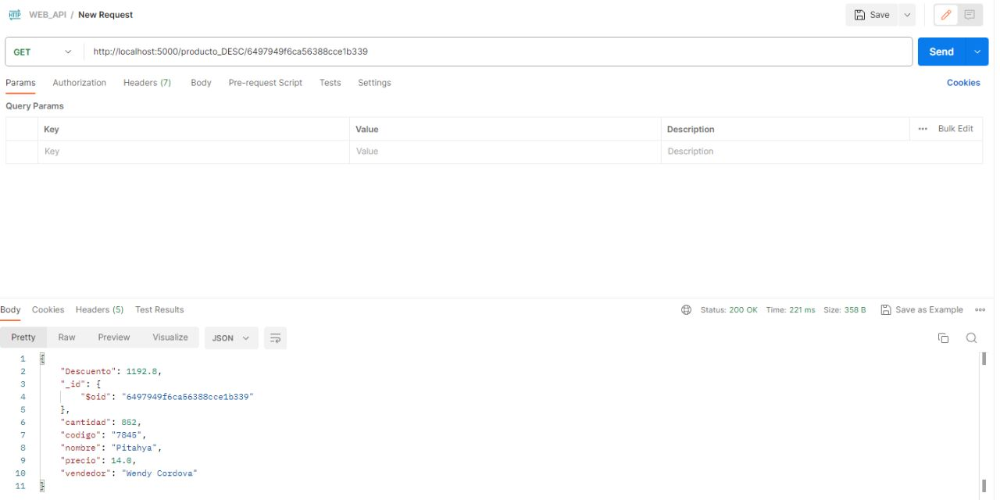 HTTP WEB_API / New Request Save
GET http://localhost:5000/producto_DESC/6497949f6ca56388cce1b339 Send
Params Authorization Headers (7) Body Pre-request Script Tests Settings Cookies
Query Params
Key Value Description ••• Bulk Edit
Key Value Description
Body Cookies Headers (5) Test Results Status: 200 OK Time: 221 ms Size: 358 B Save as Example
Pretty Raw Preview Visualize JSON
1 {
2 "Descuento": 1192.8,
3 "_id": {
4 "$oid": "6497949f6ca56388cce1b339"
5 },
6 "cantidad": 852,
7 "codigo": "7845",
8 "nombre": "Pitahya",
9 "precio": 14.0,
10 "vendedor": "Wendy Cordova"
11 }